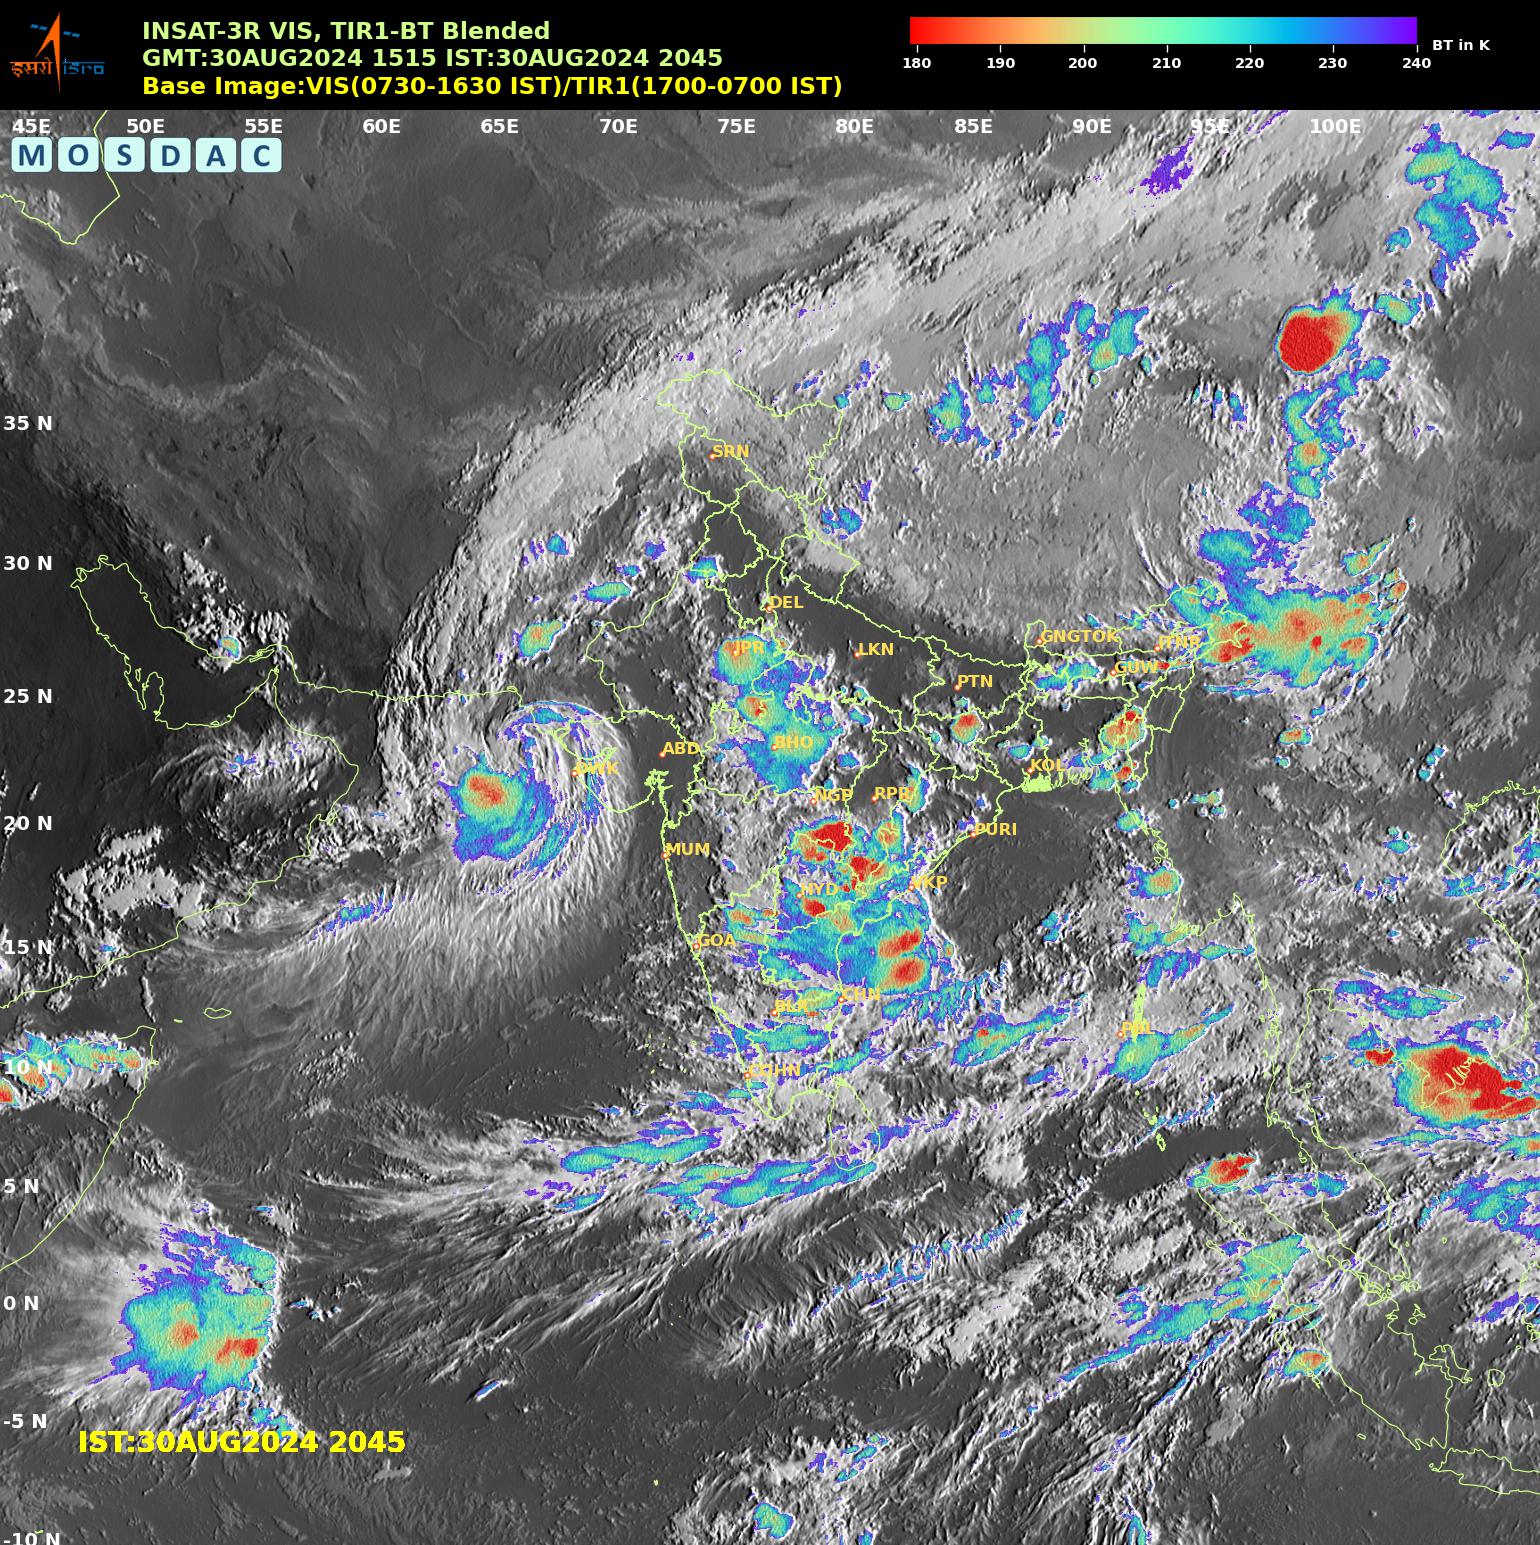 INSAT-3R VIS, TIR1-BT Blended
GMT:30AUG2024 1515 IST:30AUG2024 2045
Base Image:VIS(0730-1630 IST)/TIR1(1700-0700 IST)
इसरो isro
BT in K
180 190 200 210 220 230 240
45E 50E 55E 60E 65E 70E 75E 80E 85E 90E 95E 100E
MOSDAC
35 N
SRN
30 N
DEL
GNGTOK
ITNR
JPR
LKN
GUW
PTN
25 N
BHO
ABD
KOL
DWK
NGP
RPR
20 N
PURI
MUM
VKP
HYD
15 N
GOA
CHN
BLR
PBL
10 N
COHN
5 N
0 N
-5 N
IST:30AUG2024 2045
-10 N